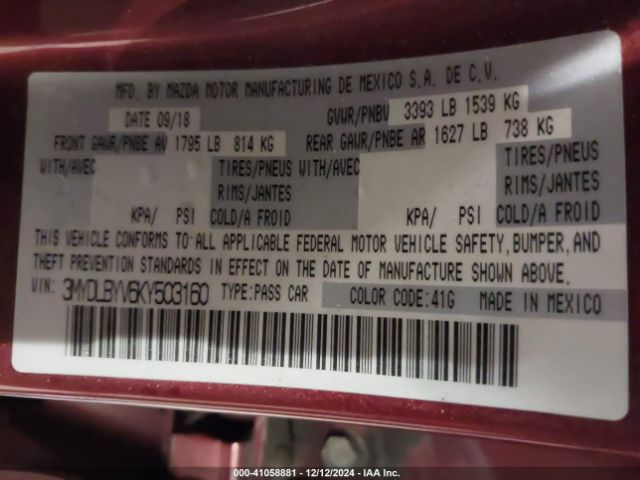 MFD. BY MAZDA MOTOR MANUFACTURING DE MEXICO S.A. DE C.V.
DATE 09/18 GVWR/PNBV 3393 LB 1539 KG
FRONT GAWR/PNBE AV 1795 LB 814 KG REAR GAWR/PNBE AR 1627 LB 738 KG
WITH/AVEC TIRES/PNEUS WITH/AVEC TIRES/PNEUS
RIMS/JANTES RIMS/JANTES
KPA/ PSI COLD/A FROID KPA/ PSI COLD/A FROID
THIS VEHICLE CONFORMS TO ALL APPLICABLE FEDERAL MOTOR VEHICLE SAFETY, BUMPER, AND
THEFT PREVENTION STANDARDS IN EFFECT ON THE DATE OF MANUFACTURE SHOWN ABOVE.
VIN: 3MYDLBYV6KY503160 TYPE:PASS CAR COLOR CODE:41G MADE IN MEXICO
000-41058881 - 12/12/2024 - IAA Inc.